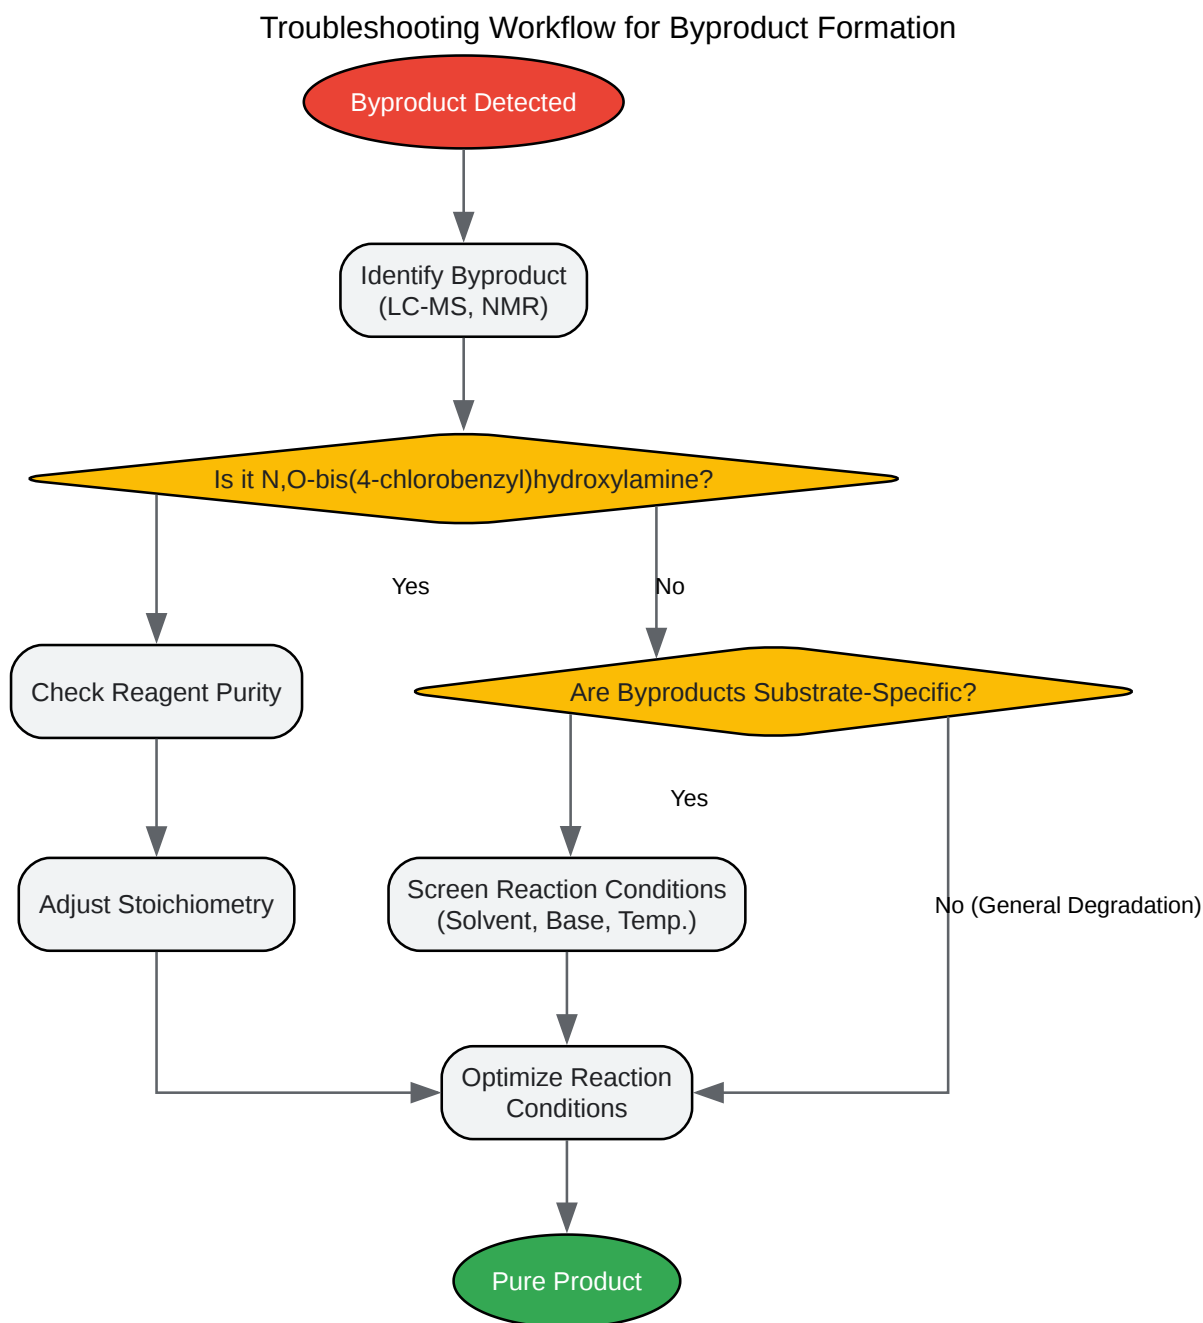 Troubleshooting Workflow for Byproduct Formation
Byproduct Detected
Identify Byproduct
(LC-MS, NMR)
Is it N,O-bis(4-chlorobenzyl)hydroxylamine?
Yes
No
Check Reagent Purity
Are Byproducts Substrate-Specific?
Yes
Adjust Stoichiometry
Screen Reaction Conditions
(Solvent, Base, Temp.)
No (General Degradation)
Optimize Reaction
Conditions
Pure Product